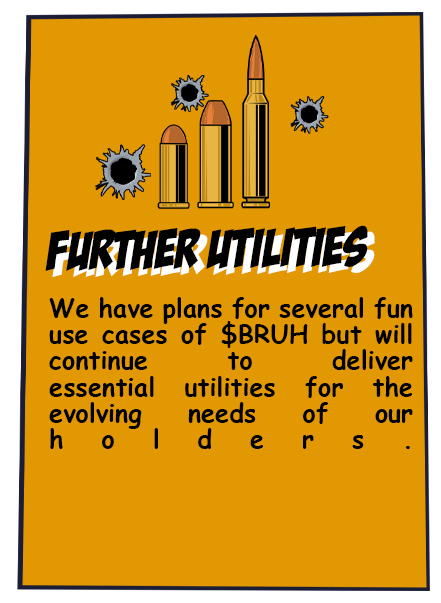 FURTHER UTILITIES
We have plans for several fun
use cases of $BRUH but will
continue to deliver
essential utilities for the
evolving needs of our
holders.